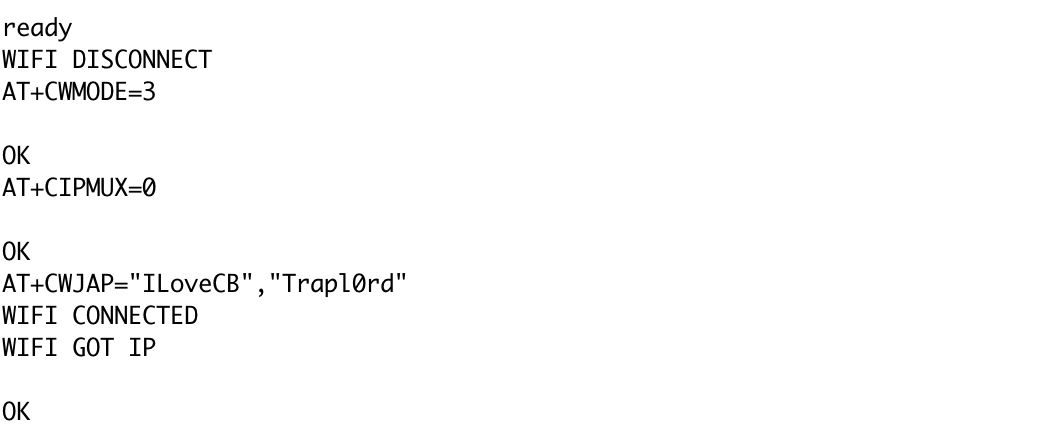 ready
WIFI DISCONNECT
AT+CWMODE=3
OK
AT+CIPMUX=0
OK
AT+CWJAP="ILoveCB","Trapl0rd"
WIFI CONNECTED
WIFI GOT IP
OK